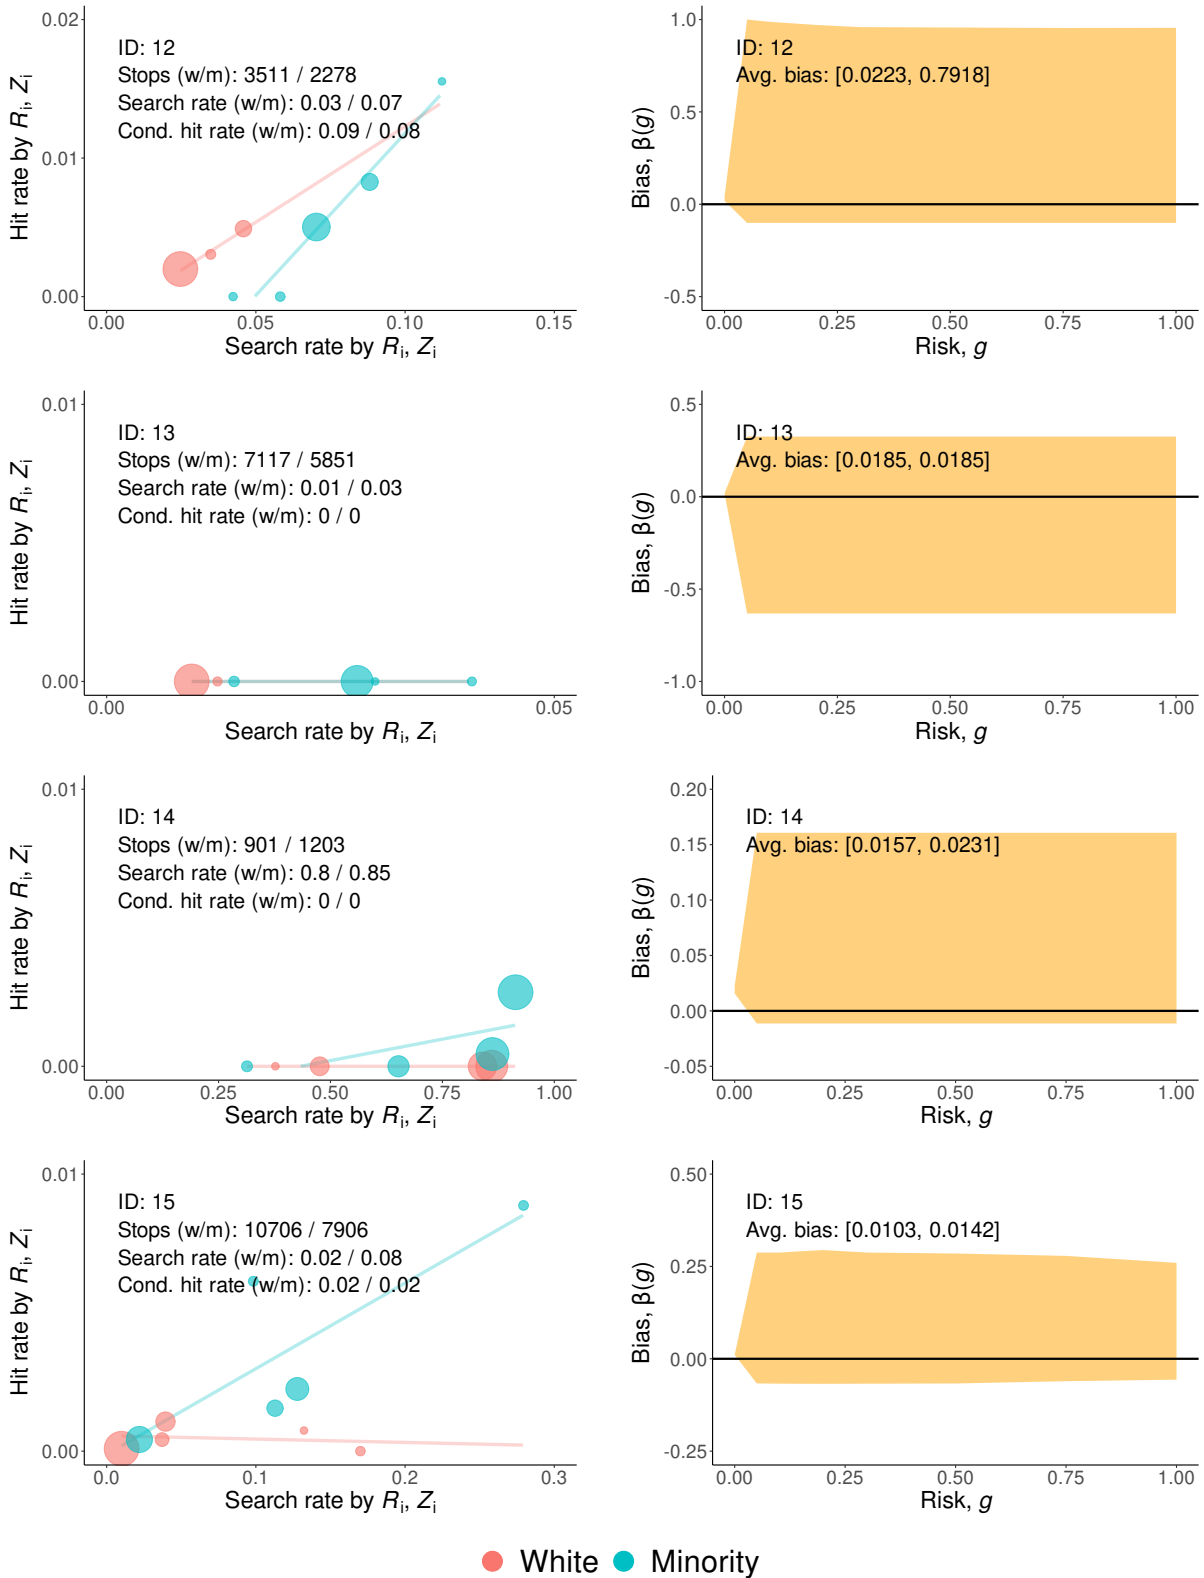 0.02
0.01
0.00
Hit rate by Ri, Zi
ID: 12
Stops (w/m): 3511 / 2278
Search rate (w/m): 0.03 / 0.07
Cond. hit rate (w/m): 0.09 / 0.08
0.00 0.05 0.10 0.15
Search rate by Ri, Zi
1.0
0.5
0.0
-0.5
Bias, β(g)
ID: 12
Avg. bias: [0.0223, 0.7918]
0.00 0.25 0.50 0.75 1.00
Risk, g
0.01
0.00
Hit rate by Ri, Zi
ID: 13
Stops (w/m): 7117 / 5851
Search rate (w/m): 0.01 / 0.03
Cond. hit rate (w/m): 0 / 0
0.00 0.05
Search rate by Ri, Zi
0.5
0.0
-0.5
-1.0
Bias, β(g)
ID: 13
Avg. bias: [0.0185, 0.0185]
0.00 0.25 0.50 0.75 1.00
Risk, g
0.01
0.00
Hit rate by Ri, Zi
ID: 14
Stops (w/m): 901 / 1203
Search rate (w/m): 0.8 / 0.85
Cond. hit rate (w/m): 0 / 0
0.00 0.25 0.50 0.75 1.00
Search rate by Ri, Zi
0.20
0.15
0.10
0.05
0.00
-0.05
Bias, β(g)
ID: 14
Avg. bias: [0.0157, 0.0231]
0.00 0.25 0.50 0.75 1.00
Risk, g
0.01
0.00
Hit rate by Ri, Zi
ID: 15
Stops (w/m): 10706 / 7906
Search rate (w/m): 0.02 / 0.08
Cond. hit rate (w/m): 0.02 / 0.02
0.0 0.1 0.2 0.3
Search rate by Ri, Zi
0.50
0.25
0.00
-0.25
Bias, β(g)
ID: 15
Avg. bias: [0.0103, 0.0142]
0.00 0.25 0.50 0.75 1.00
Risk, g
White Minority